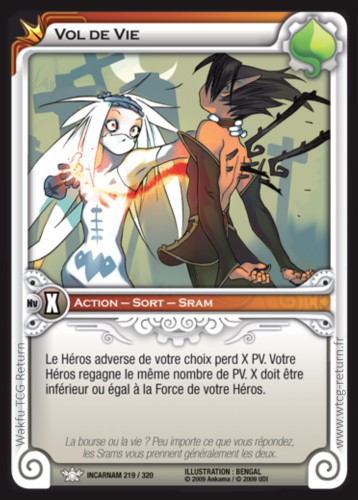 Vol de Vie
Nv X
Action – Sort – Sram
Le Héros adverse de votre choix perd X PV. Votre
Héros regagne le même nombre de PV. X doit être
inférieur ou égal à la Force de votre Héros.
La bourse ou la vie ? Peu importe ce que vous répondez,
les Srams vous prennent généralement les deux.
INCARNAM 219 / 320
ILLUSTRATION : BENGAL
© 2009 Ankama / © 2009 UDI
Wakfu TCG Return
www.wtcg-return.fr